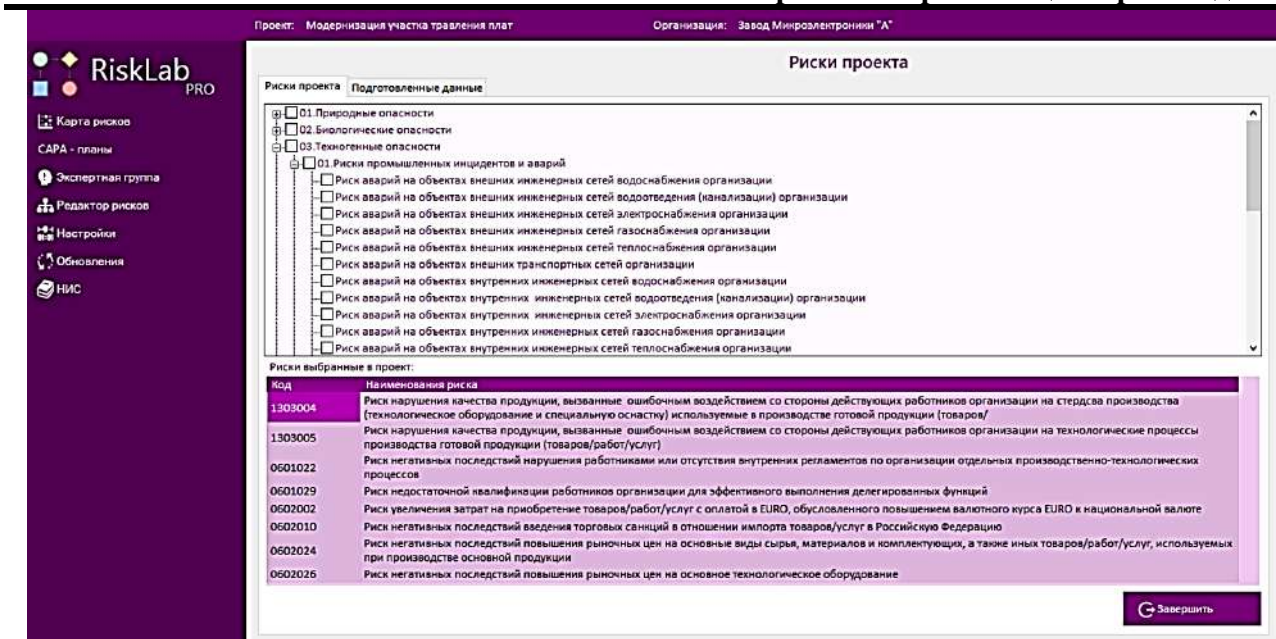 Проект: Модернизация участка травления плат Организация: Завод Микроэлектроники "А"
RiskLab
PRO
Карта рисков
CAPA - планы
Экспертная группа
Редактор рисков
Настройки
Обновления
НИС
Риски проекта
Риски проекта Подготовленные данные
01.Природные опасности
02.Биологические опасности
03.Техногенные опасности
01.Риски промышленных инцидентов и аварий
Риск аварий на объектах внешних инженерных сетей водоснабжения организации
Риск аварий на объектах внешних инженерных сетей водоотведения (канализации) организации
Риск аварий на объектах внешних инженерных сетей электроснабжения организации
Риск аварий на объектах внешних инженерных сетей газоснабжения организации
Риск аварий на объектах внешних инженерных сетей теплоснабжения организации
Риск аварий на объектах внешних транспортных сетей организации
Риск аварий на объектах внутренних инженерных сетей водоснабжения организации
Риск аварий на объектах внутренних инженерных сетей водоотведения (канализации) организации
Риск аварий на объектах внутренних инженерных сетей электроснабжения организации
Риск аварий на объектах внутренних инженерных сетей газоснабжения организации
Риск аварий на объектах внутренних инженерных сетей теплоснабжения организации
Риски выбранные в проект:
Код Наименования риска
1303004 Риск нарушения качества продукции, вызванные ошибочным воздействием со стороны действующих работников организации на стердсва производства
(технологическое оборудование и специальную оснастку) используемые в производстве готовой продукции (товаров/
1303005 Риск нарушения качества продукции, вызванные ошибочным воздействием со стороны действующих работников организации на технологические процессы
производства готовой продукции (товаров/работ/услуг)
0601022 Риск негативных последствий нарушения работниками или отсутствия внутренних регламентов по организации отдельных производственно-технологических
процессов
0601029 Риск недостаточной квалификации работников организации для эффективного выполнения делегированных функций
0602002 Риск увеличения затрат на приобретение товаров/работ/услуг с оплатой в EURO, обусловленного повышением валютного курса EURO к национальной валюте
0602010 Риск негативных последствий введения торговых санкций в отношении импорта товаров/услуг в Российскую Федерацию
0602024 Риск негативных последствий повышения рыночных цен на основные виды сырья, материалов и комплектующих, а также иных товаров/работ/услуг, используемых
при производстве основной продукции
0602026 Риск негативных последствий повышения рыночных цен на основное технологическое оборудование
Завершить